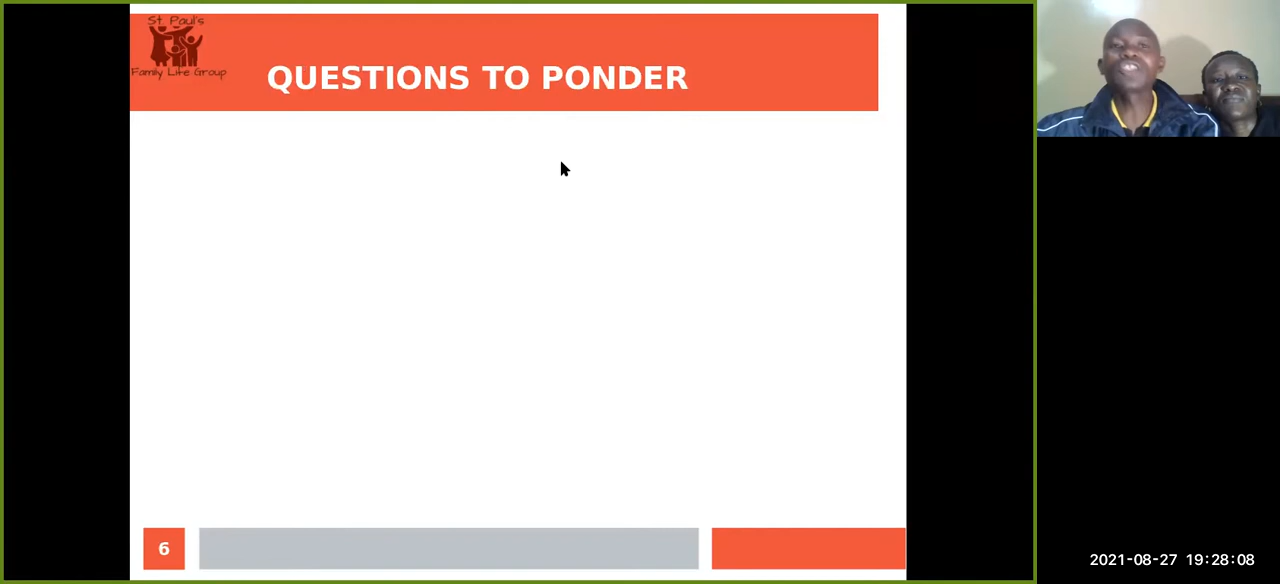 St Paul's
Family Life Group
QUESTIONS TO PONDER
6
2021-08-27 19:28:08